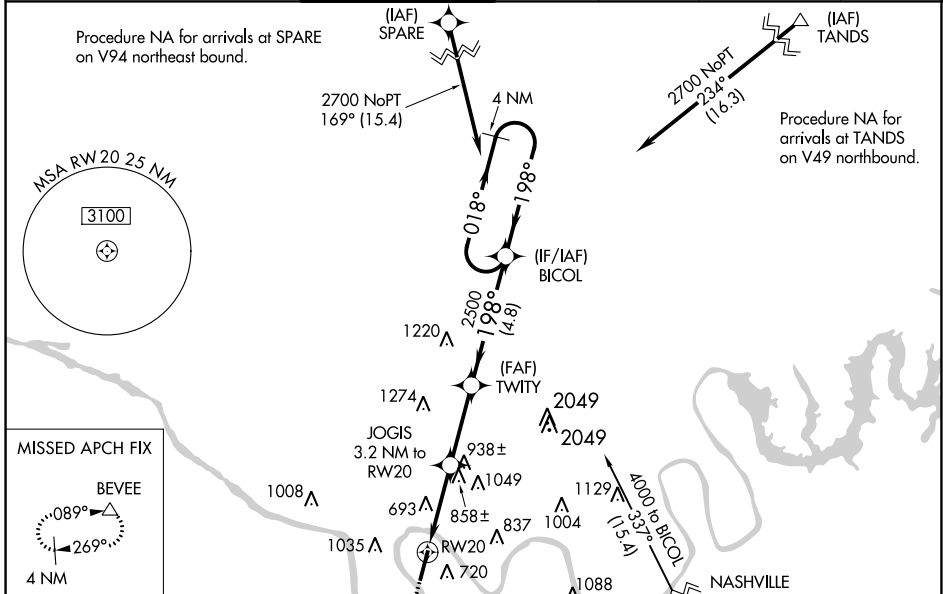 Procedure NA for arrivals at SPARE
on V94 northeast bound.
(IAF)
SPARE
(IAF)
TANDS
2700 NoPT
169° (15.4)
4 NM
2700 NoPT
234°
(16.3)
Procedure NA for
arrivals at TANDS
on V49 northbound.
MSA RW20 25 NM
3100
018°
198°
(IF/IAF)
BICOL
2500
198°
(4.8)
1220
(FAF)
TWITY
1274
2049
2049
JOGIS
3.2 NM to
RW20
938±
1049
858±
1008
693
1035
837
1004
1129
4000 to BICOL
337°
(15.4)
RW20
720
1088
NASHVILLE
MISSED APCH FIX
BEVEE
089°
269°
4 NM